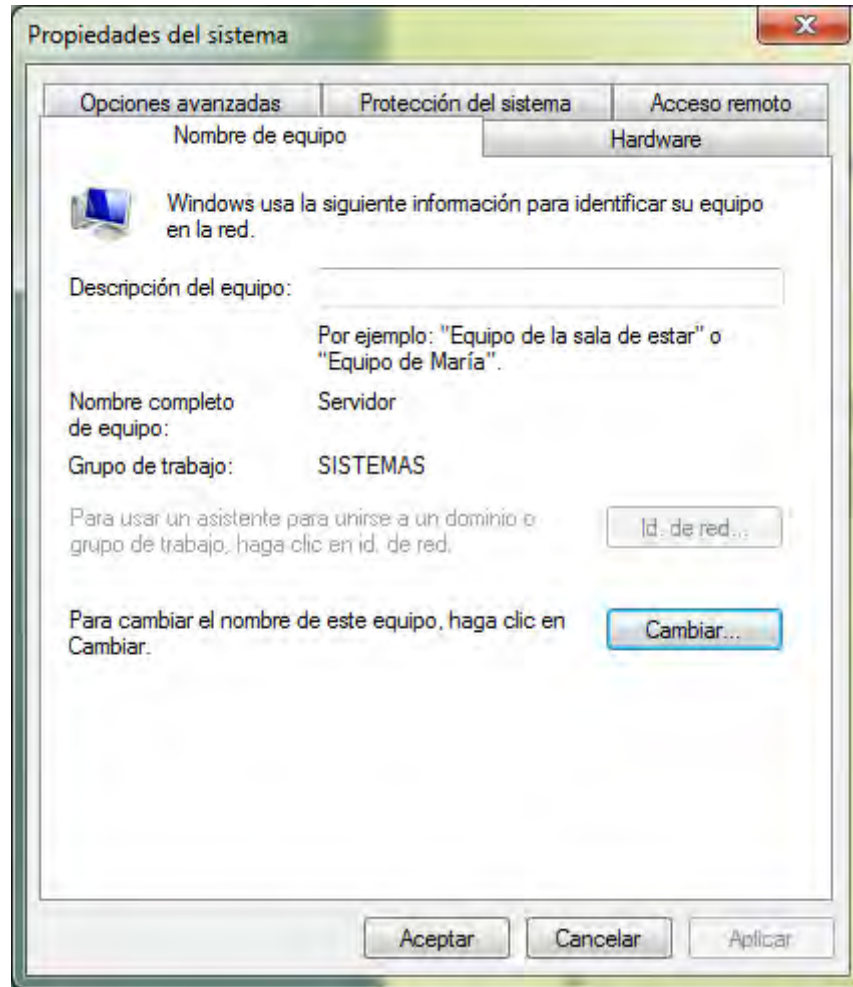 Propiedades del sistema
Opciones avanzadas
Protección del sistema
Acceso remoto
Nombre de equipo
Hardware
Windows usa la siguiente información para identificar su equipo
en la red.
Descripción del equipo:
Por ejemplo: "Equipo de la sala de estar" o
"Equipo de María".
Nombre completo
de equipo:
Servidor
Grupo de trabajo:
SISTEMAS
Para usar un asistente para unirse a un dominio o
grupo de trabajo, haga clic en id. de red.
Id. de red...
Para cambiar el nombre de este equipo, haga clic en
Cambiar.
Cambiar...
Aceptar
Cancelar
Aplicar